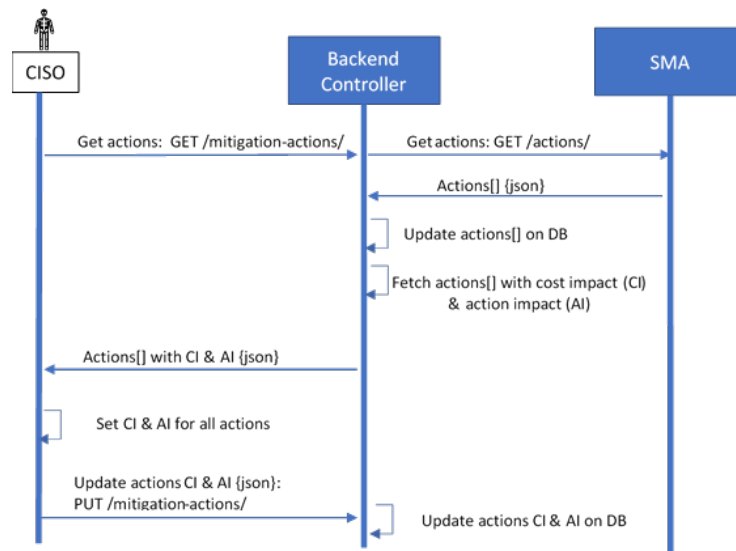 CISO
Backend
Controller
SMA
Get actions: GET /mitigation-actions/
Get actions: GET /actions/
Actions[] {json}
Update actions[] on DB
Fetch actions[] with cost impact (CI)
& action impact (AI)
Actions[] with CI & AI {json}
Set CI & AI for all actions
Update actions CI & AI {json}:
PUT /mitigation-actions/
Update actions CI & AI on DB